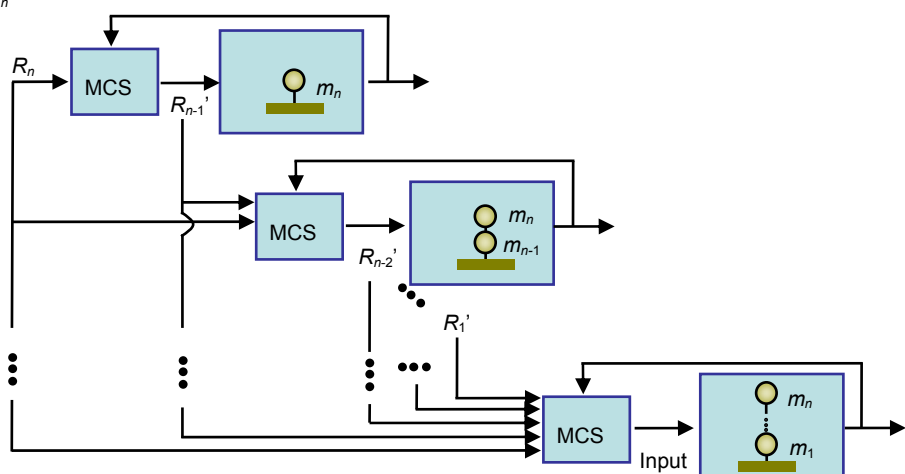 n
Rₙ
MCS
mₙ
Rₙ₋₁’
MCS
mₙ
mₙ₋₁
Rₙ₋₂’
R₁’
MCS
Input
mₙ
m₁